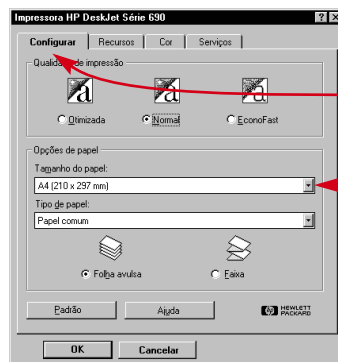 Impressora HP DeskJet Série 690
Configurar Recursos Cor Serviços
Qualidade de impressão
Otimizada Normal EconoFast
Opções de papel
Tamanho do papel:
A4 (210 x 297 mm)
Tipo de papel:
Papel comum
Folha avulsa Faixa
Padrão Ajuda HEWLETT
PACKARD
OK Cancelar